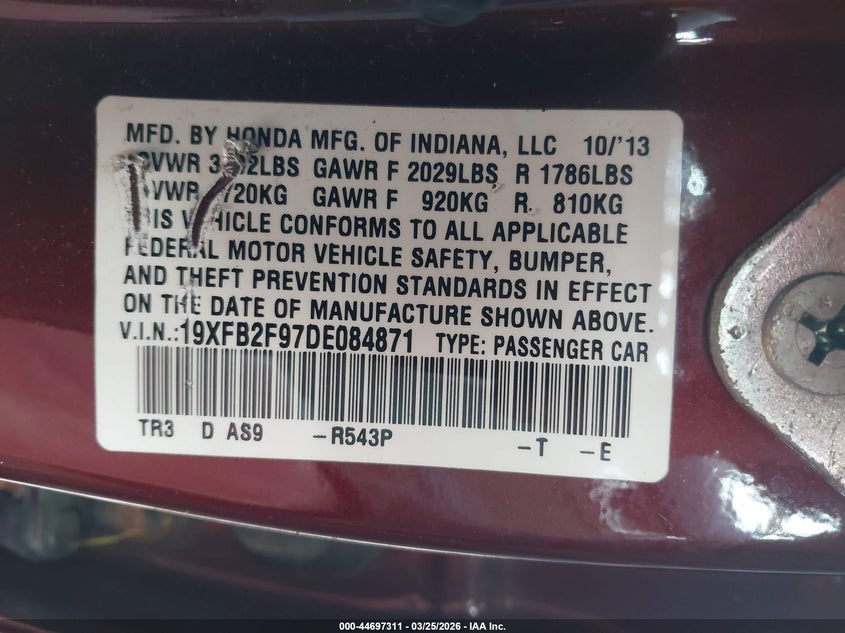 MFD. BY HONDA MFG. OF INDIANA, LLC 10/'13
LBS GAWR F 2029LBS R 1786LBS
GAWR F 920KG R. 810KG
VEHICLE CONFORMS TO ALL APPLICABLE
FEDERAL MOTOR VEHICLE SAFETY, BUMPER,
AND THEFT PREVENTION STANDARDS IN EFFECT
ON THE DATE OF MANUFACTURE SHOWN ABOVE.
V.I.N.:19XFB2F97DE084871 TYPE: PASSENGER CAR
TR3 D AS9 -R543P -T -E
000-44697311 - 03/25/2026 - IAA Inc.